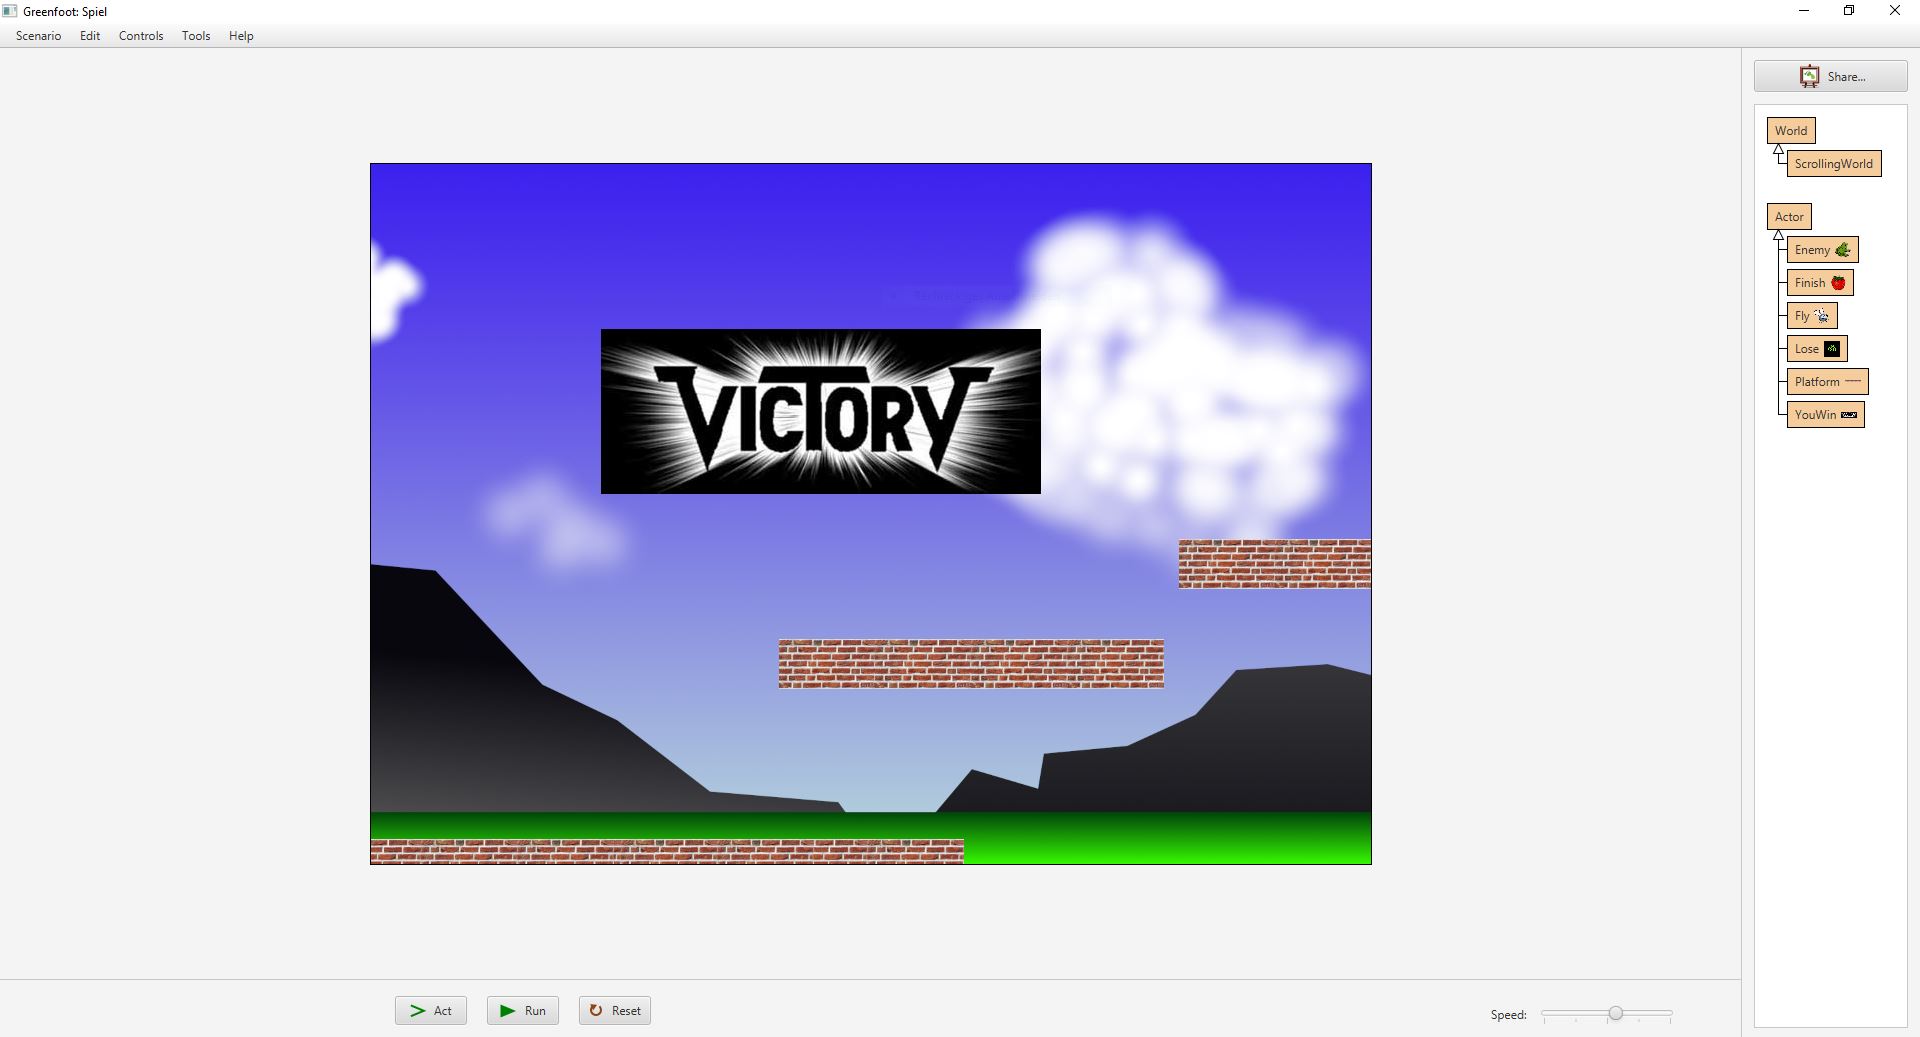 Greenfoot: Spiel
Scenario Edit Controls Tools Help
Share...
World
ScrollingWorld
Actor
Enemy
Finish
Fly
Lose
Platform
YouWin
VICTORY
Act Run Reset
Speed: